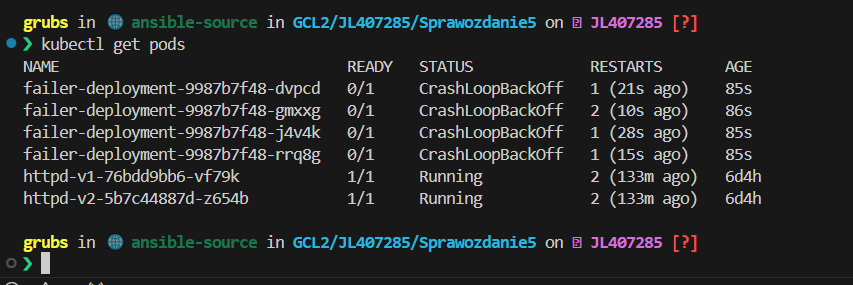 grubs in 🌐 ansible-source in GCL2/JL407285/Sprawozdanie5 on JL407285 [?]
❯ kubectl get pods
NAME READY STATUS RESTARTS AGE
failer-deployment-9987b7f48-dvpcd 0/1 CrashLoopBackOff 1 (21s ago) 85s
failer-deployment-9987b7f48-gmxxg 0/1 CrashLoopBackOff 2 (10s ago) 86s
failer-deployment-9987b7f48-j4v4k 0/1 CrashLoopBackOff 1 (28s ago) 85s
failer-deployment-9987b7f48-rrq8g 0/1 CrashLoopBackOff 1 (15s ago) 85s
httpd-v1-76bdd9bb6-vf79k 1/1 Running 2 (133m ago) 6d4h
httpd-v2-5b7c44887d-z654b 1/1 Running 2 (133m ago) 6d4h
grubs in 🌐 ansible-source in GCL2/JL407285/Sprawozdanie5 on JL407285 [?]
❯